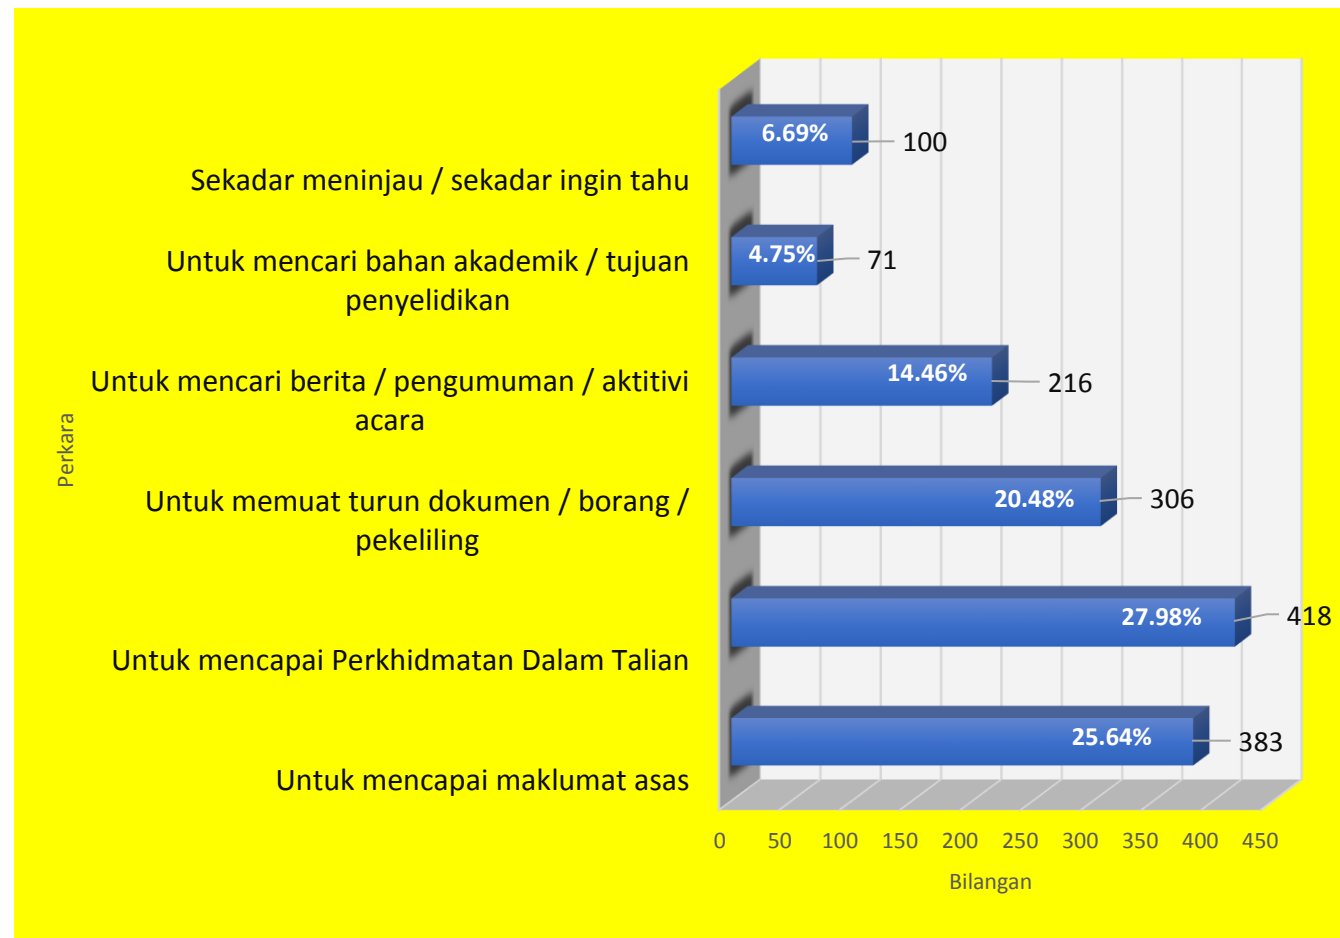 6.69%
100
Sekadar meninjau / sekadar ingin tahu
4.75%
71
Untuk mencari bahan akademik / tujuan
penyelidikan
14.46%
216
Untuk mencari berita / pengumuman / aktitivi
acara
Perkara
20.48%
306
Untuk memuat turun dokumen / borang /
pekeliling
27.98%
418
Untuk mencapai Perkhidmatan Dalam Talian
25.64%
383
Untuk mencapai maklumat asas
0 50 100 150 200 250 300 350 400 450
Bilangan